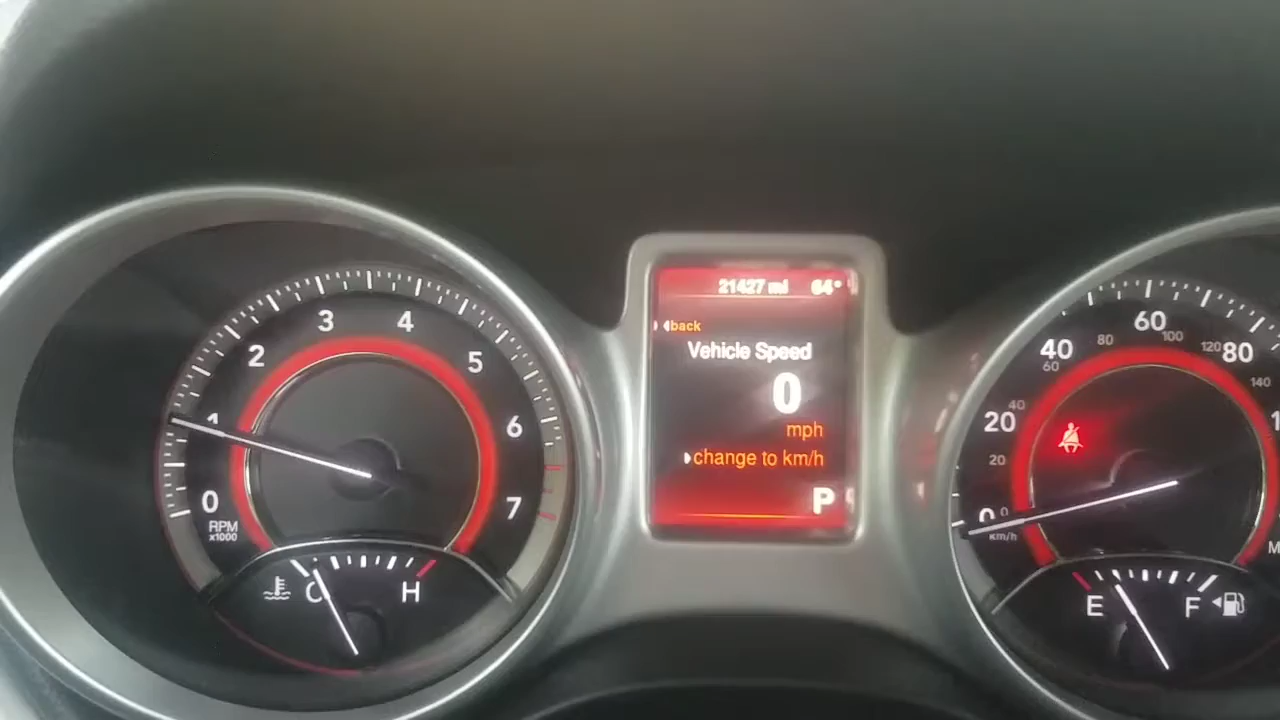 0
1
2
3
4
5
6
7
RPM
x1000
C
H
21427 mi 64°
back
Vehicle Speed
0
mph
change to km/h
P
0
20
40
60
80
0
20
40
60
80
100
120
140
km/h
E
F